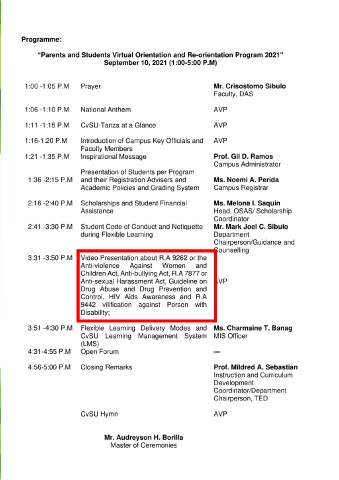 Programme:
“Parents and Students Virtual Orientation and Re-orientation Program 2021”
September 10, 2021 (1:00-5:00 P.M)
1:00 -1:05 P.M Prayer Mr. Crisostomo Sibulo
Faculty, DAS
1:06 -1:10 P.M National Anthem AVP
1:11 -1:15 P.M CvSU-Tanza at a Glance AVP
1:16-1:20 P.M Introduction of Campus Key Officials and AVP
Faculty Members
1:21 -1:35 P.M Inspirational Message Prof. Gil D. Ramos
Campus Administrator
Presentation of Students per Program
1:36 -2:15 P.M and their Registration Advisers and Ms. Noemi A. Perida
Academic Policies and Grading System Campus Registrar
2:16 -2:40 P.M Scholarships and Student Financial Ms. Melona I. Saquin
Assistance Head, OSAS/ Scholarship
Coordinator
2:41 -3:30 P.M Student Code of Conduct and Netiquette Mr. Mark Joel C. Sibulo
during Flexible Learning Department
Chairperson/Guidance and
Counselling
3:31 -3:50 P.M Video Presentation about R.A 9262 or the
Anti-violence Against Women and
Children Act, Anti-bullying Act, R.A 7877 or
Anti-sexual Harassment Act, Guideline on AVP
Drug Abuse and Drug Prevention and
Control, HIV Aids Awareness and R.A
9442 vilification against Person with
Disability;
3:51 -4:30 P.M Flexible Learning Delivery Modes and Ms. Charmaine T. Banag
CvSU Learning Management System MIS Officer
(LMS)
4:31-4:55 P.M Open Forum ---
4:56-5:00 P.M Closing Remarks Prof. Mildred A. Sebastian
Instruction and Curriculum
Development
Coordinator/Department
Chairperson, TED
CvSU Hymn AVP
Mr. Audreyson H. Borilla
Master of Ceremonies